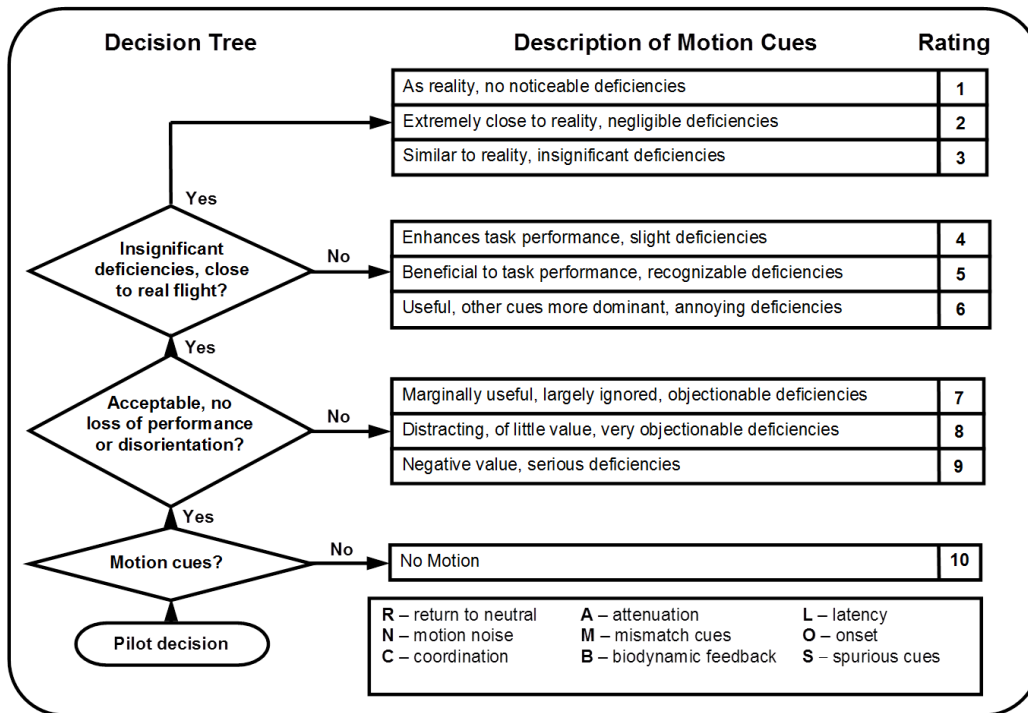 Decision Tree
Description of Motion Cues
Rating
As reality, no noticeable deficiencies
1
Extremely close to reality, negligible deficiencies
2
Similar to reality, insignificant deficiencies
3
Yes
Insignificant
deficiencies, close
to real flight?
No
Enhances task performance, slight deficiencies
4
Beneficial to task performance, recognizable deficiencies
5
Useful, other cues more dominant, annoying deficiencies
6
Yes
Acceptable, no
loss of performance
or disorientation?
No
Marginally useful, largely ignored, objectionable deficiencies
7
Distracting, of little value, very objectionable deficiencies
8
Negative value, serious deficiencies
9
Yes
Motion cues?
No
No Motion
10
Pilot decision
R – return to neutral A – attenuation L – latency
N – motion noise M – mismatch cues O – onset
C – coordination B – biodynamic feedback S – spurious cues